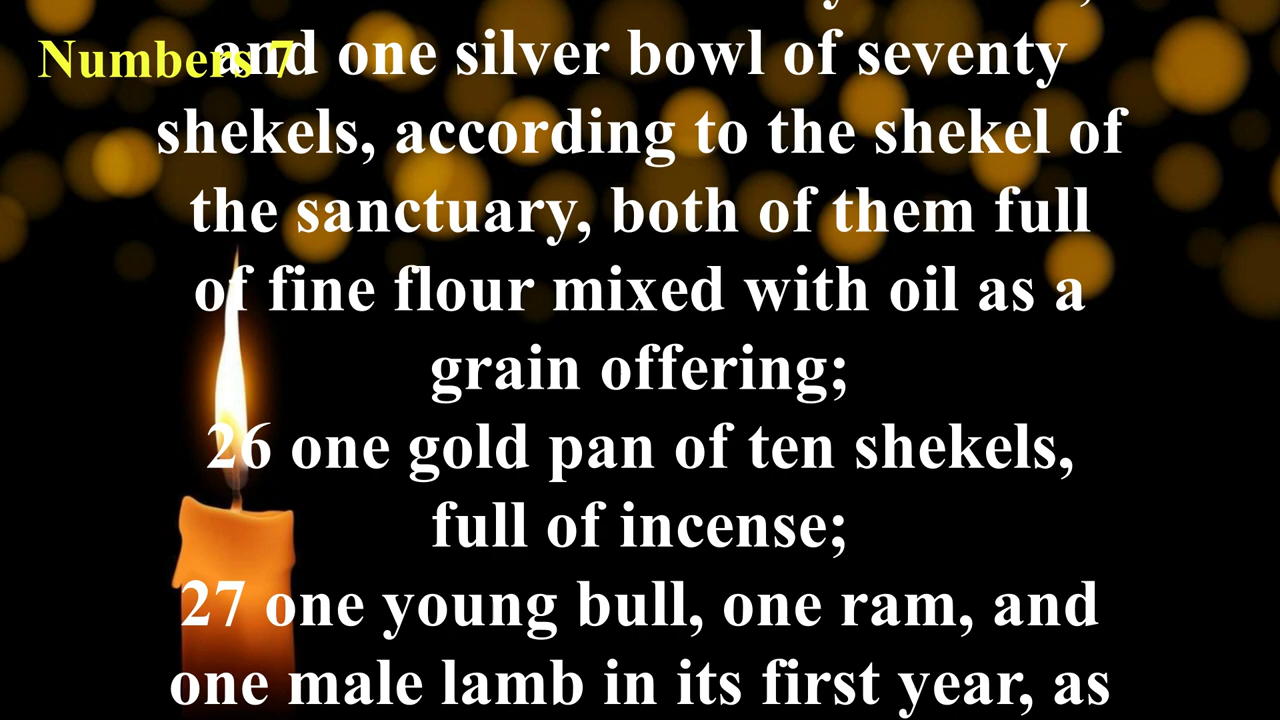 Numbers 7
and one silver bowl of seventy
shekels, according to the shekel of
the sanctuary, both of them full
of fine flour mixed with oil as a
grain offering;
26 one gold pan of ten shekels,
full of incense;
27 one young bull, one ram, and
one male lamb in its first year, as